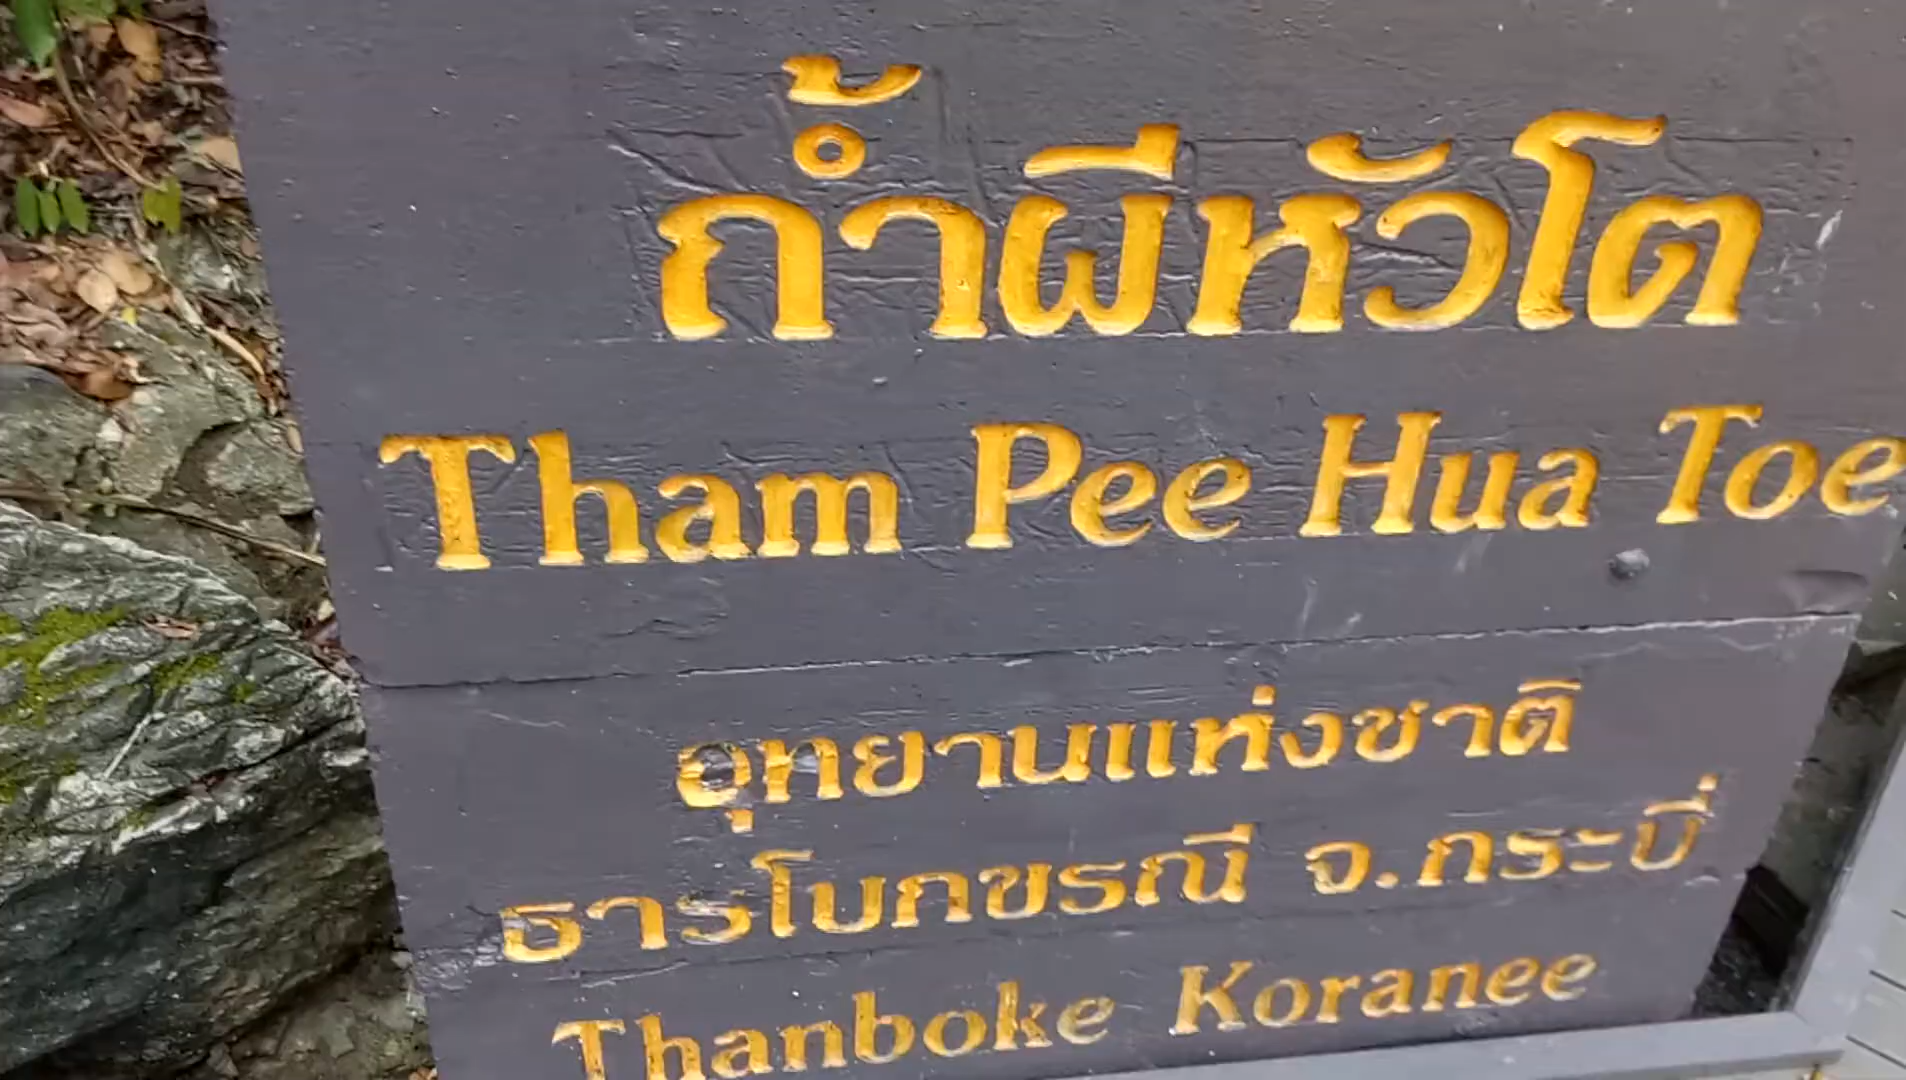 ถ้ำผีหัวโต
Tham Pee Hua Toe
อุทยานแห่งชาติ
ธารโบกขรณี จ.กระบี่
Thanboke Koranee